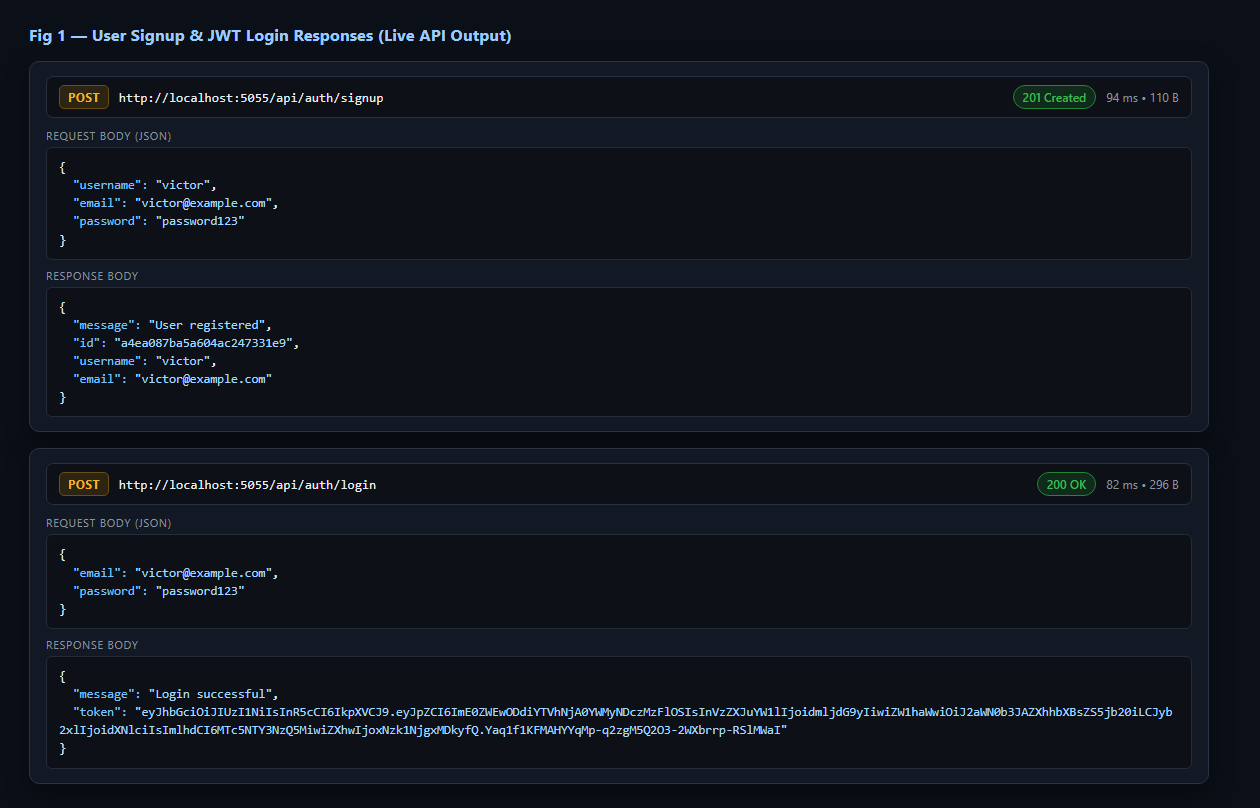 Fig 1 — User Signup & JWT Login Responses (Live API Output)
POST http://localhost:5055/api/auth/signup 201 Created 94 ms • 110 B
REQUEST BODY (JSON)
{
"username": "victor",
"email": "victor@example.com",
"password": "password123"
}
RESPONSE BODY
{
"message": "User registered",
"id": "a4ea087ba5a604ac247331e9",
"username": "victor",
"email": "victor@example.com"
}
POST http://localhost:5055/api/auth/login 200 OK 82 ms • 296 B
REQUEST BODY (JSON)
{
"email": "victor@example.com",
"password": "password123"
}
RESPONSE BODY
{
"message": "Login successful",
"token": "eyJhbGciOiJIUzI1NiIsInR5cCI6IkpXVCJ9.eyJpZCI6ImE0ZWEwODdiYTVhNjA0YWMyNDczMzFlOSIsInVzZXJuYW1lIjoidmljdG9yIiwiZW1haWwiOiJ2aWN0b3JAZXhhbXBsZS5jb20iLCJyb
2xlIjoidXNlciIsImlhdCI6MTc5NTY3NzQ5MiwiZXhwIjoxNzk1NjgxMDkyfQ.Yaq1f1KFMAHYYqMp-q2zgM5Q2O3-2WXbrrp-RSlMWaI"
}